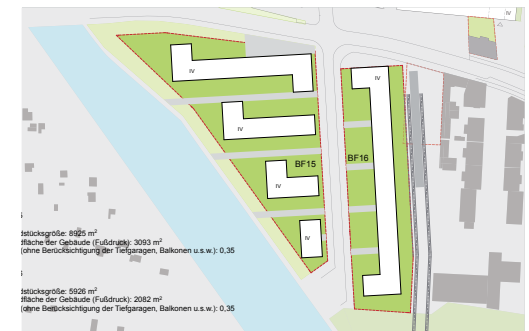 IV
IV
IV
IV
BF15
BF16
IV
IV
dstücksgröße: 8925 m²
dfläche der Gebäude (Fußdruck): 3093 m²
(ohne Berücksichtigung der Tiefgaragen, Balkonen u.s.w.): 0,35
dstücksgröße: 5926 m²
dfläche der Gebäude (Fußdruck): 2082 m²
(ohne Berücksichtigung der Tiefgaragen, Balkonen u.s.w.): 0,35
IV